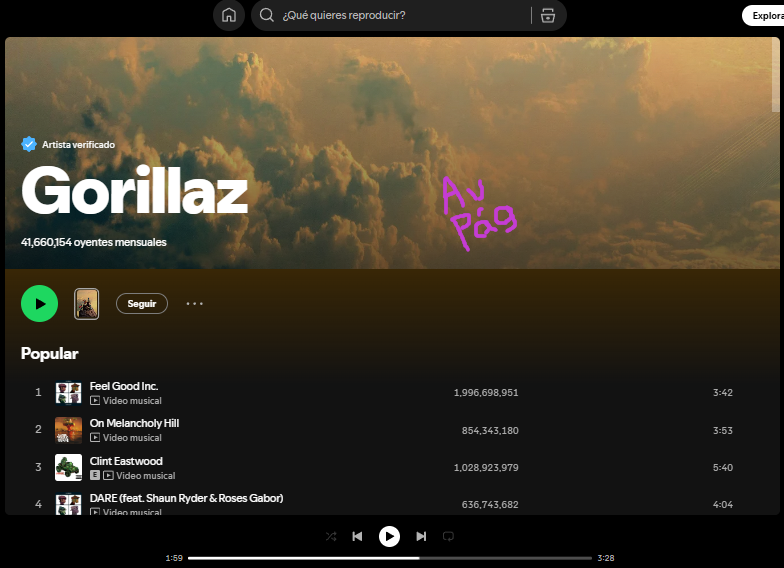 ¿Qué quieres reproducir?
Explora
Artista verificado
Gorillaz
41,660,154 oyentes mensuales
Av
Pág
Seguir
Popular
1 Feel Good Inc. 1,996,698,951 3:42
Video musical
2 On Melancholy Hill 854,343,180 3:53
Video musical
3 Clint Eastwood 1,028,923,979 5:40
E Video musical
4 DARE (feat. Shaun Ryder & Roses Gabor) 636,743,682 4:04
Video musical
1:59 3:28